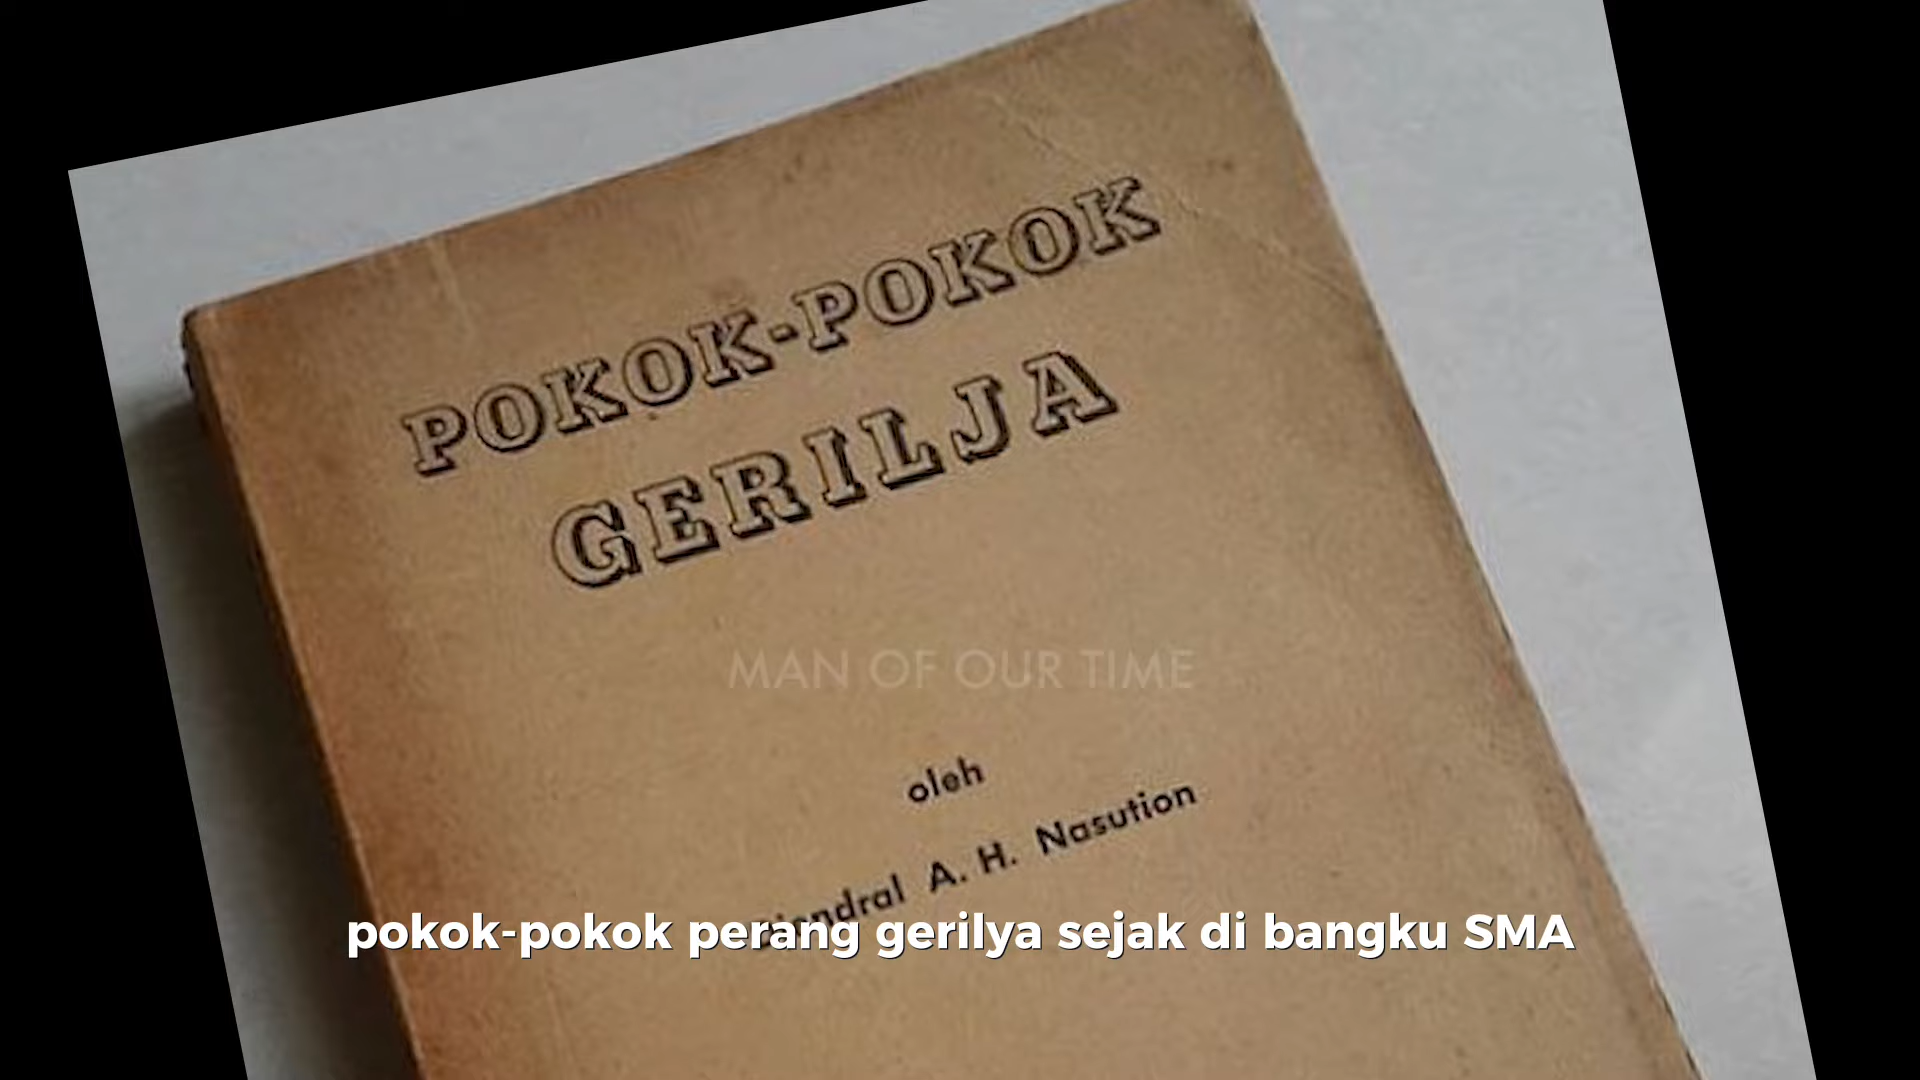 POKOK-POKOK
GERILJA
MAN OF OUR TIME
oleh
A. H. Nasution
pokok-pokok perang gerilya sejak di bangku SMA